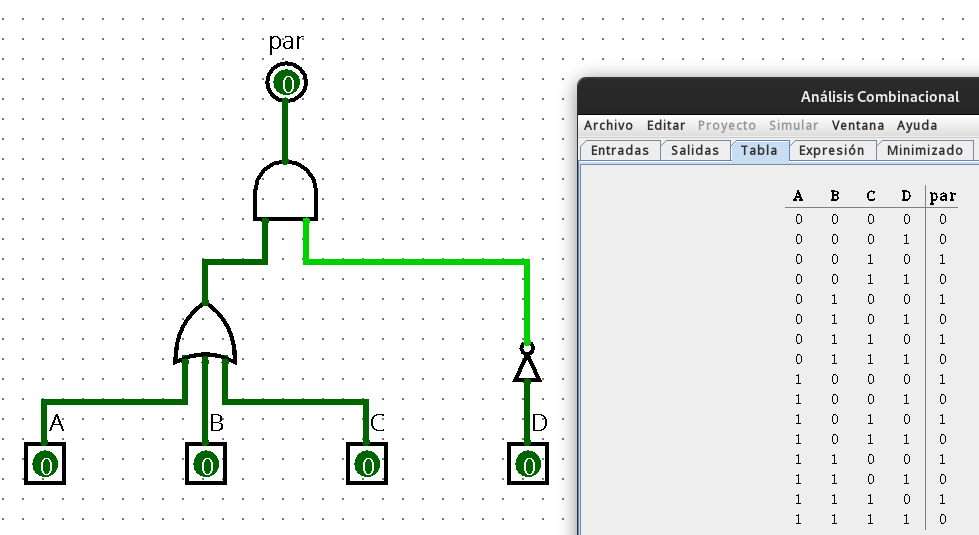 par
0
A
B
C
D
0
0
0
0
Análisis Combinacional
Archivo Editar Proyecto Simular Ventana Ayuda
Entradas Salidas Tabla Expresión Minimizado
A B C D par
0 0 0 0 0
0 0 0 1 0
0 0 1 0 1
0 0 1 1 0
0 1 0 0 1
0 1 0 1 0
0 1 1 0 1
0 1 1 1 0
1 0 0 0 1
1 0 0 1 0
1 0 1 0 1
1 0 1 1 0
1 1 0 0 1
1 1 0 1 0
1 1 1 0 1
1 1 1 1 0